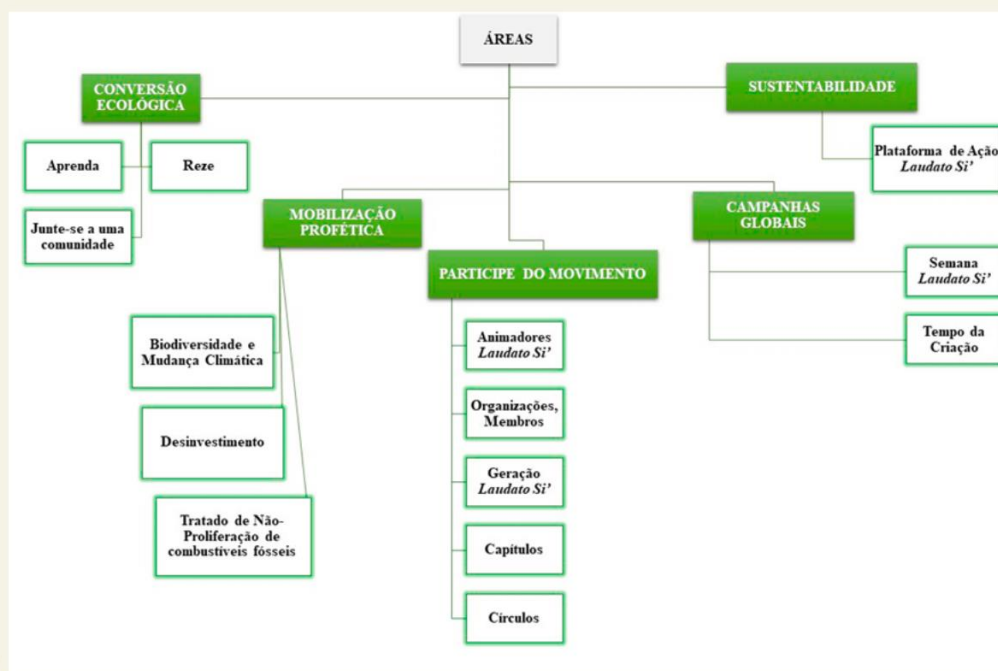 ÁREAS
CONVERSÃO
ECOLÓGICA
Aprenda
Reze
Junte-se a uma
comunidade
MOBILIZAÇÃO
PROFÉTICA
Biodiversidade e
Mudança Climática
Desinvestimento
Tratado de Não-
Proliferação de
combustíveis fósseis
PARTICIPE DO MOVIMENTO
Animadores
Laudato Si’
Organizações,
Membros
Geração
Laudato Si’
Capítulos
Círculos
CAMPANHAS
GLOBAIS
Semana
Laudato Si’
Tempo da
Criação
SUSTENTABILIDADE
Plataforma de Ação
Laudato Si’